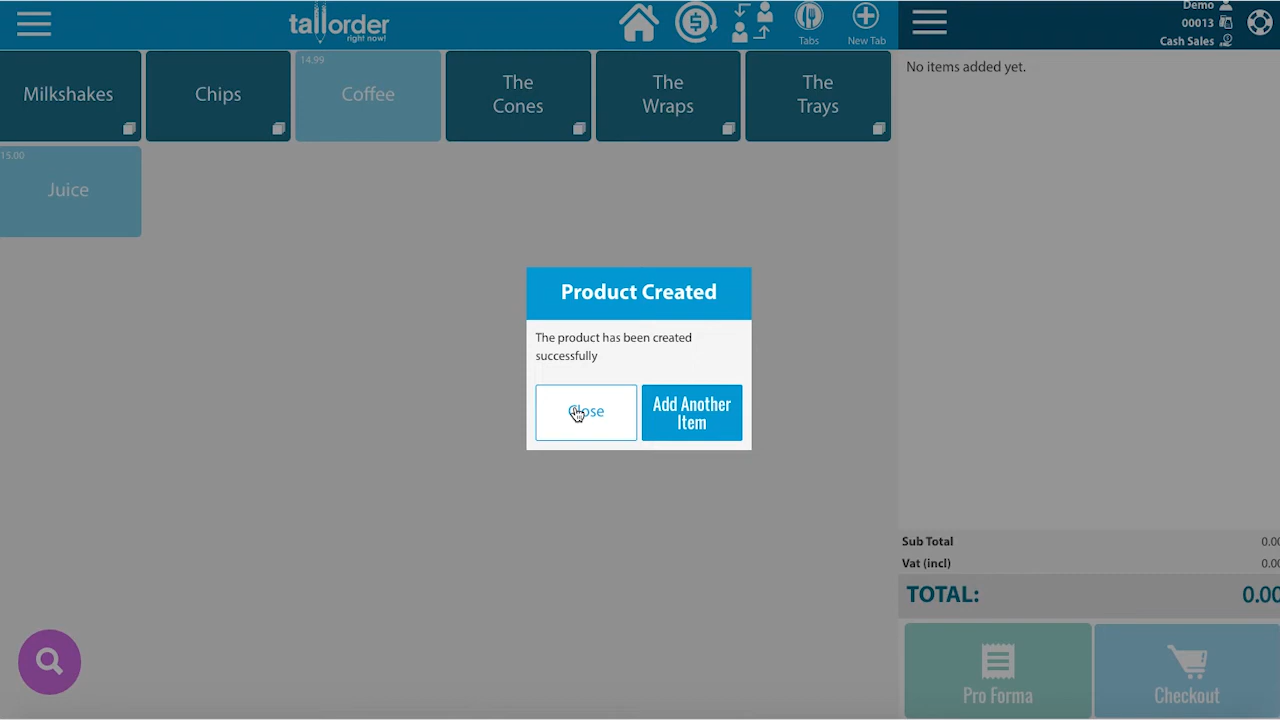 tallorder
right now!
Tabs
New Tab
Demo
00013
Cash Sales
Milkshakes
Chips
14.99
Coffee
The
Cones
The
Wraps
The
Trays
15.00
Juice
No items added yet.
Product Created
The product has been created
successfully
Close
Add Another
Item
Sub Total
0.00
Vat (incl)
0.00
TOTAL:
0.00
Pro Forma
Checkout